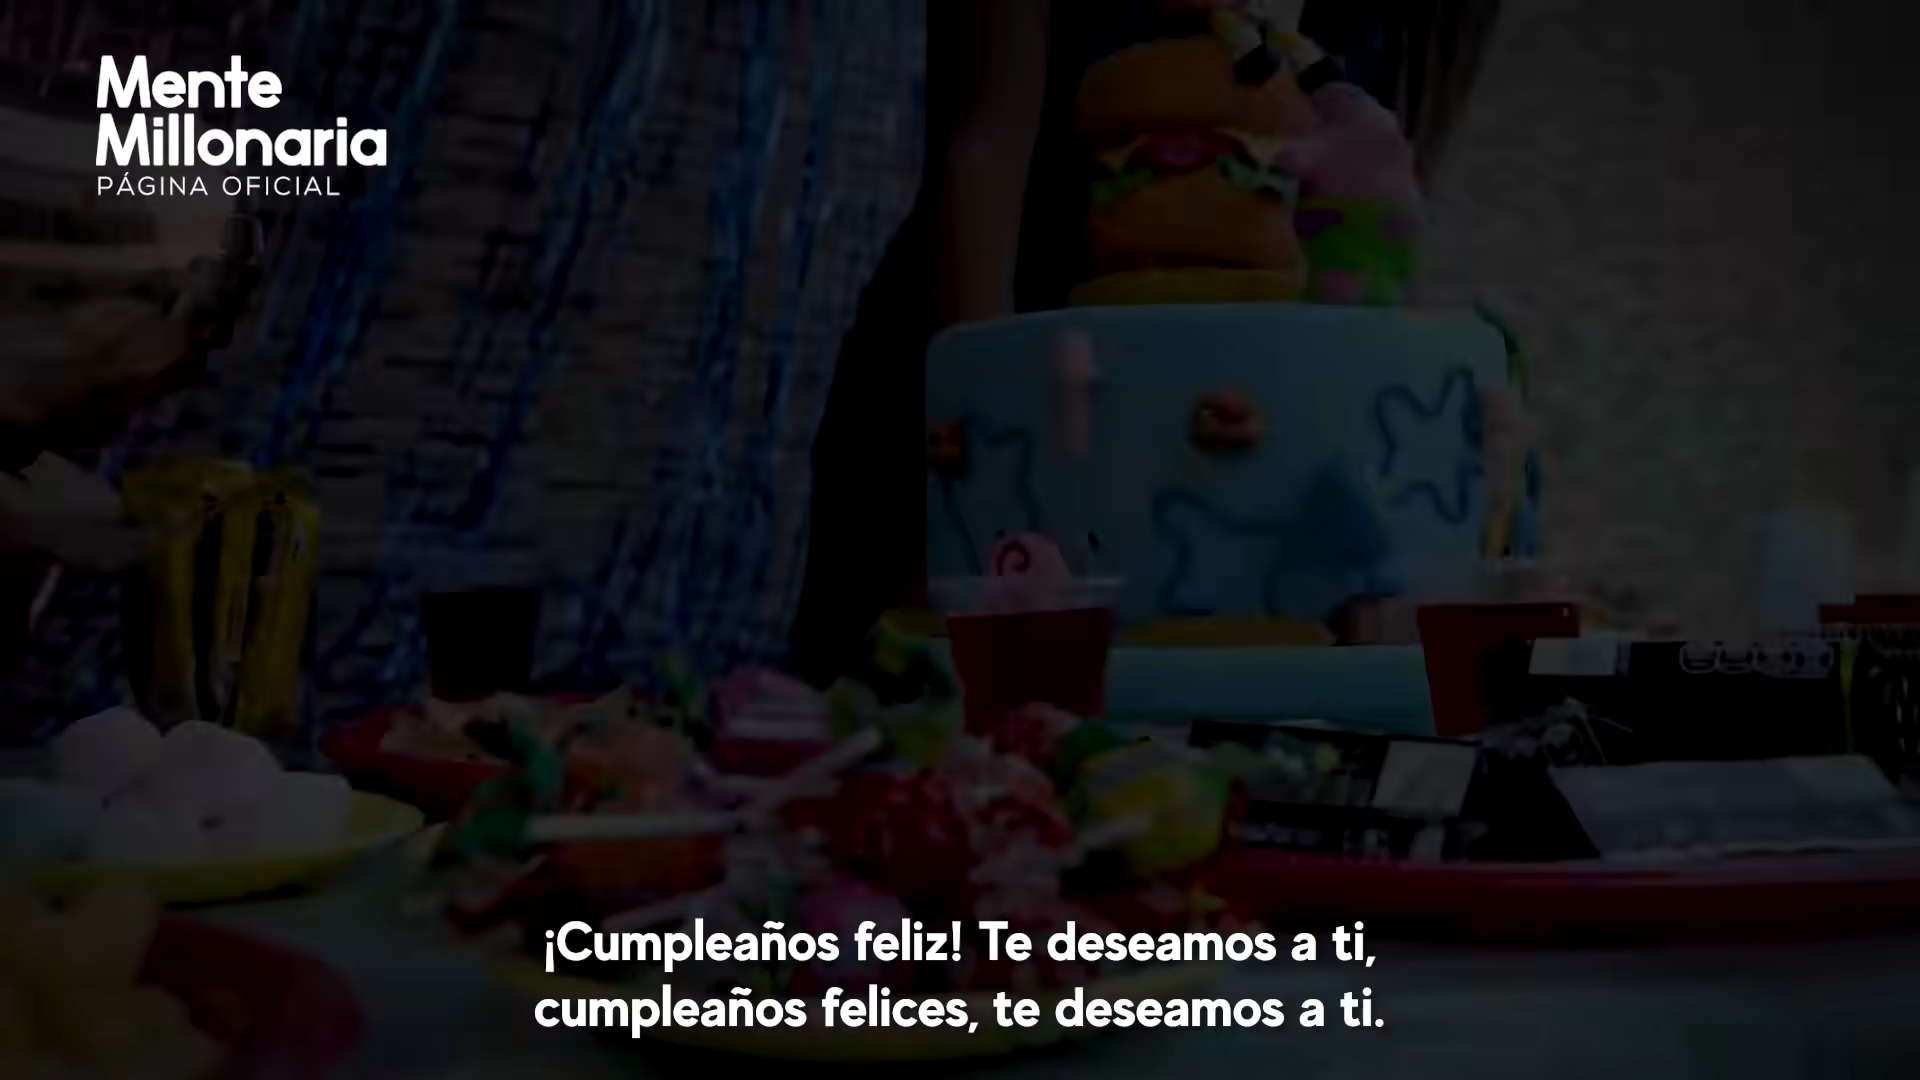 Mente
Millonaria
PÁGINA OFICIAL
¡Cumpleaños feliz! Te deseamos a ti,
cumpleaños felices, te deseamos a ti.